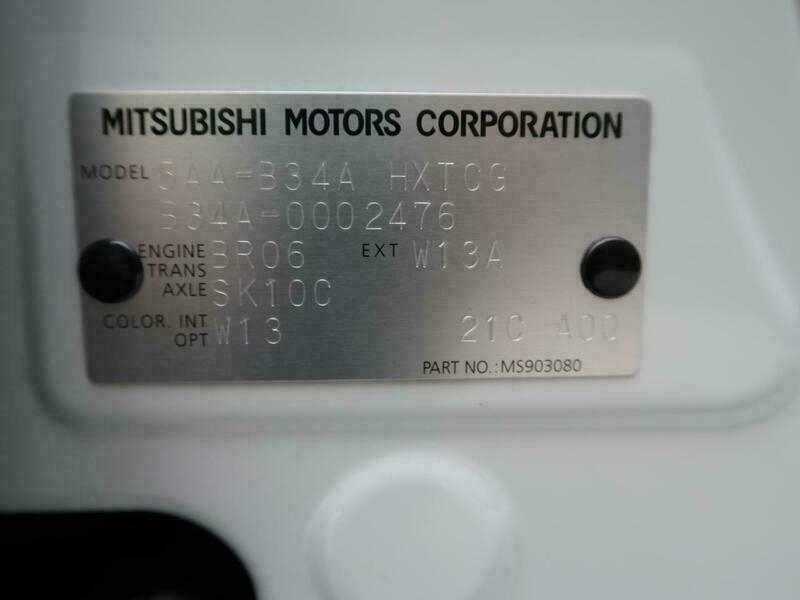 MITSUBISHI MOTORS CORPORATION
MODEL 5AA-B34A HXTCG
B34A-0002476
ENGINE BR06 EXT W13A
TRANS
AXLE SK10C
COLOR. INT W13 21C A00
OPT
PART NO.:MS903080